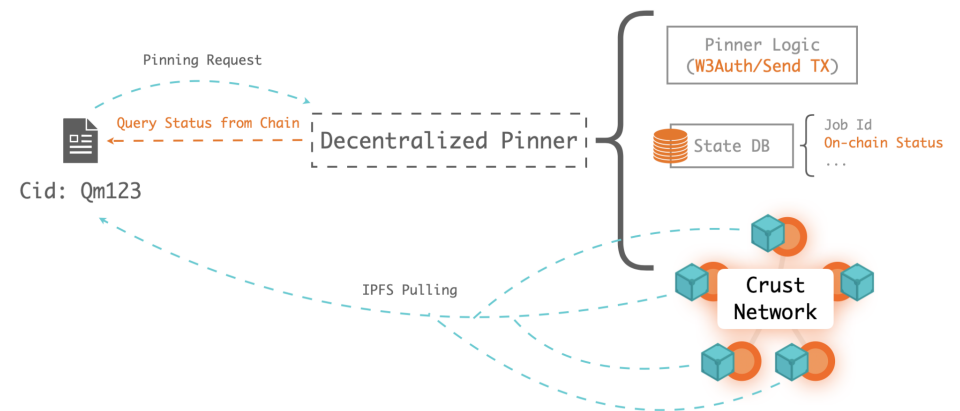 Pinning Request
Query Status from Chain
Cid: Qm123
Decentralized Pinner
Pinner Logic
(W3Auth/Send TX)
State DB
Job Id
On-chain Status
...
IPFS Pulling
Crust
Network